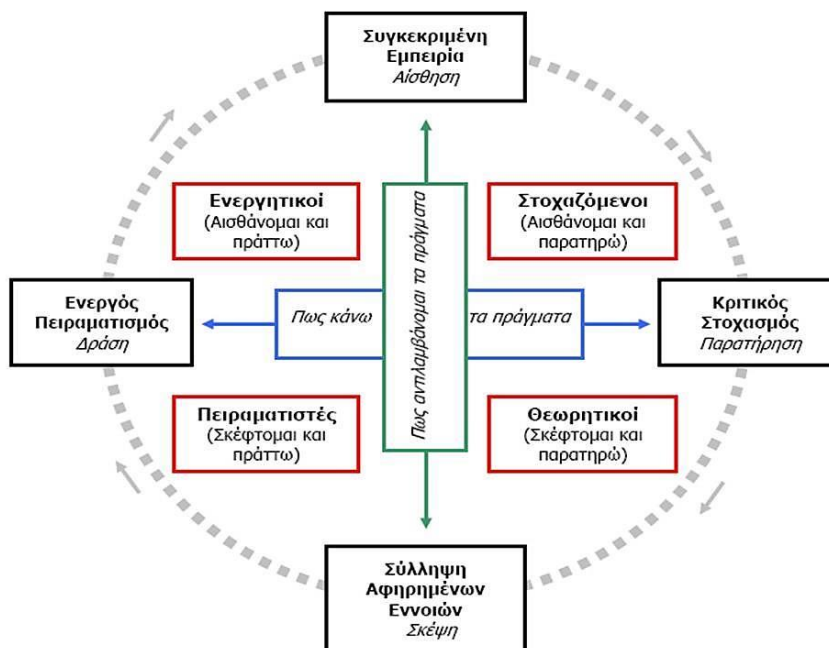 Συγκεκριμένη
Εμπειρία
Αίσθηση
Ενεργητικοί
(Αισθάνομαι και
πράττω)
Στοχαζόμενοι
(Αισθάνομαι και
παρατηρώ)
Ενεργός
Πειραματισμός
Δράση
Πως κάνω τα πράγματα
Πως αντιλαμβάνομαι τα πράγματα
Κριτικός
Στοχασμός
Παρατήρηση
Πειραματιστές
(Σκέφτομαι και
πράττω)
Θεωρητικοί
(Σκέφτομαι και
παρατηρώ)
Σύλληψη
Αφηρημένων
Εννοιών
Σκέψη